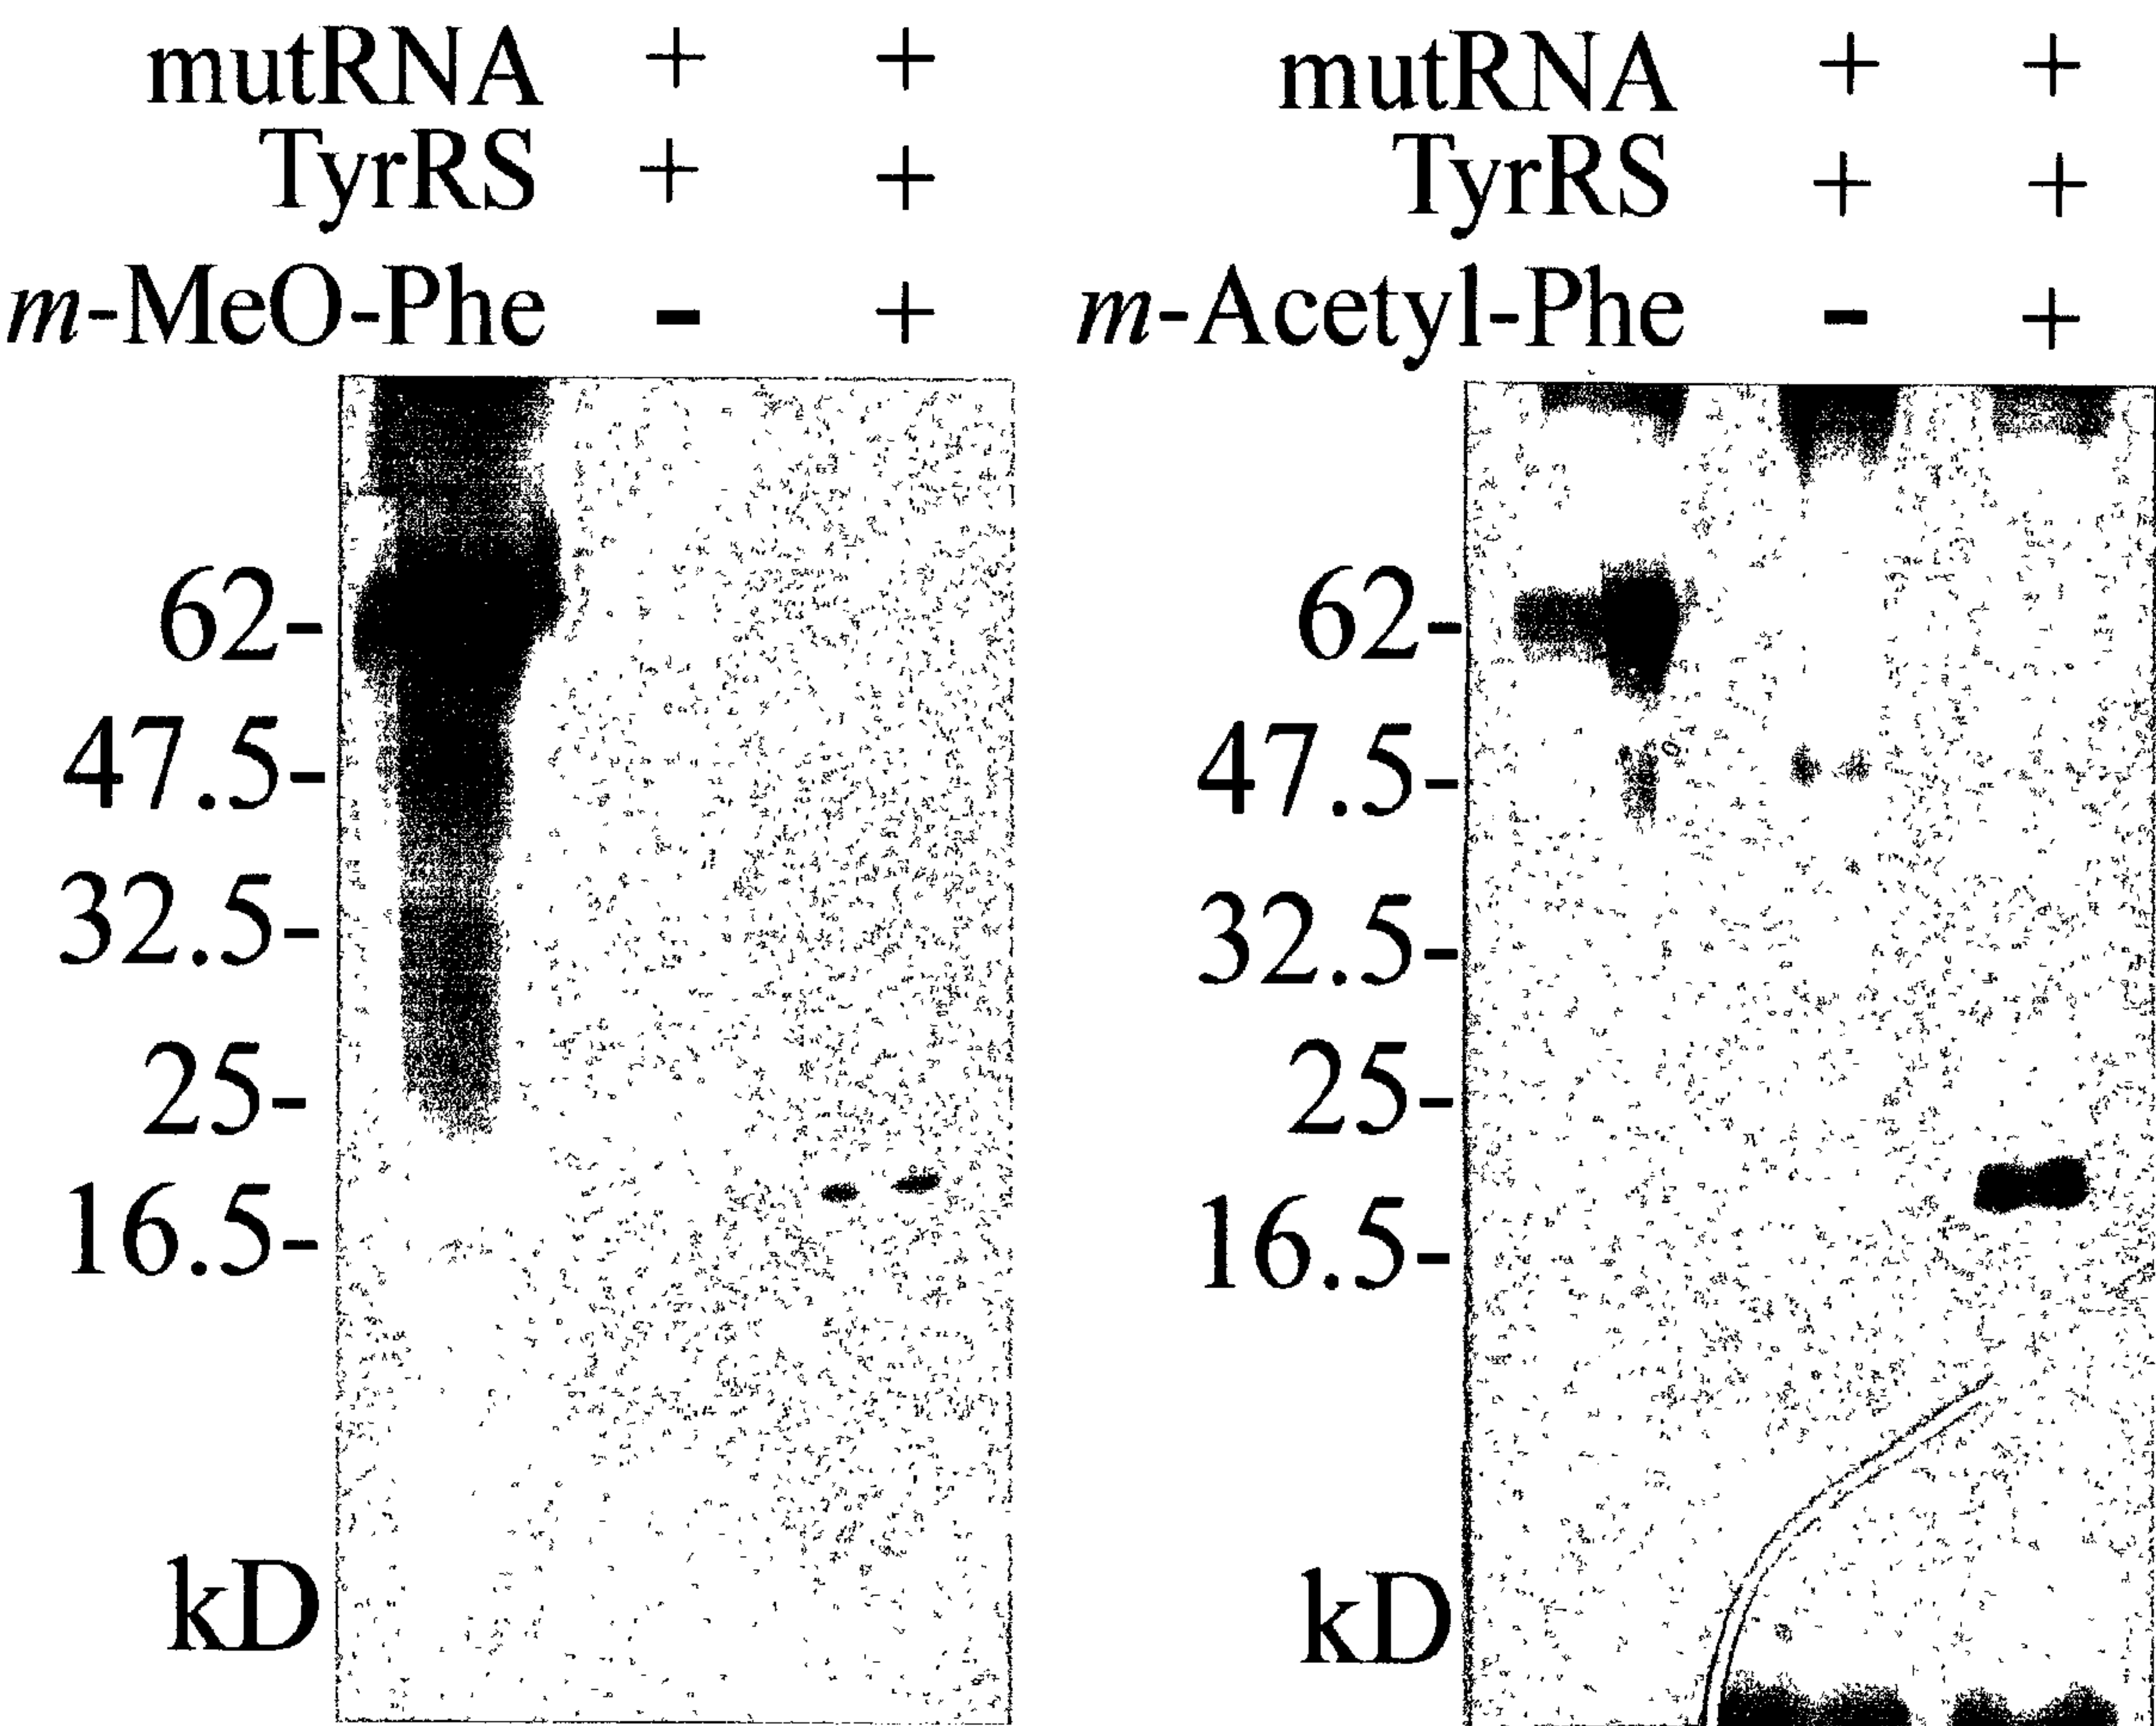 mutRNA + +
TyrRS + +
m-MeO-Phe - +
62-
47.5-
32.5-
25-
16.5-
kD
mutRNA + +
TyrRS + +
m-Acetyl-Phe - +
62-
47.5-
32.5-
25-
16.5-
kD